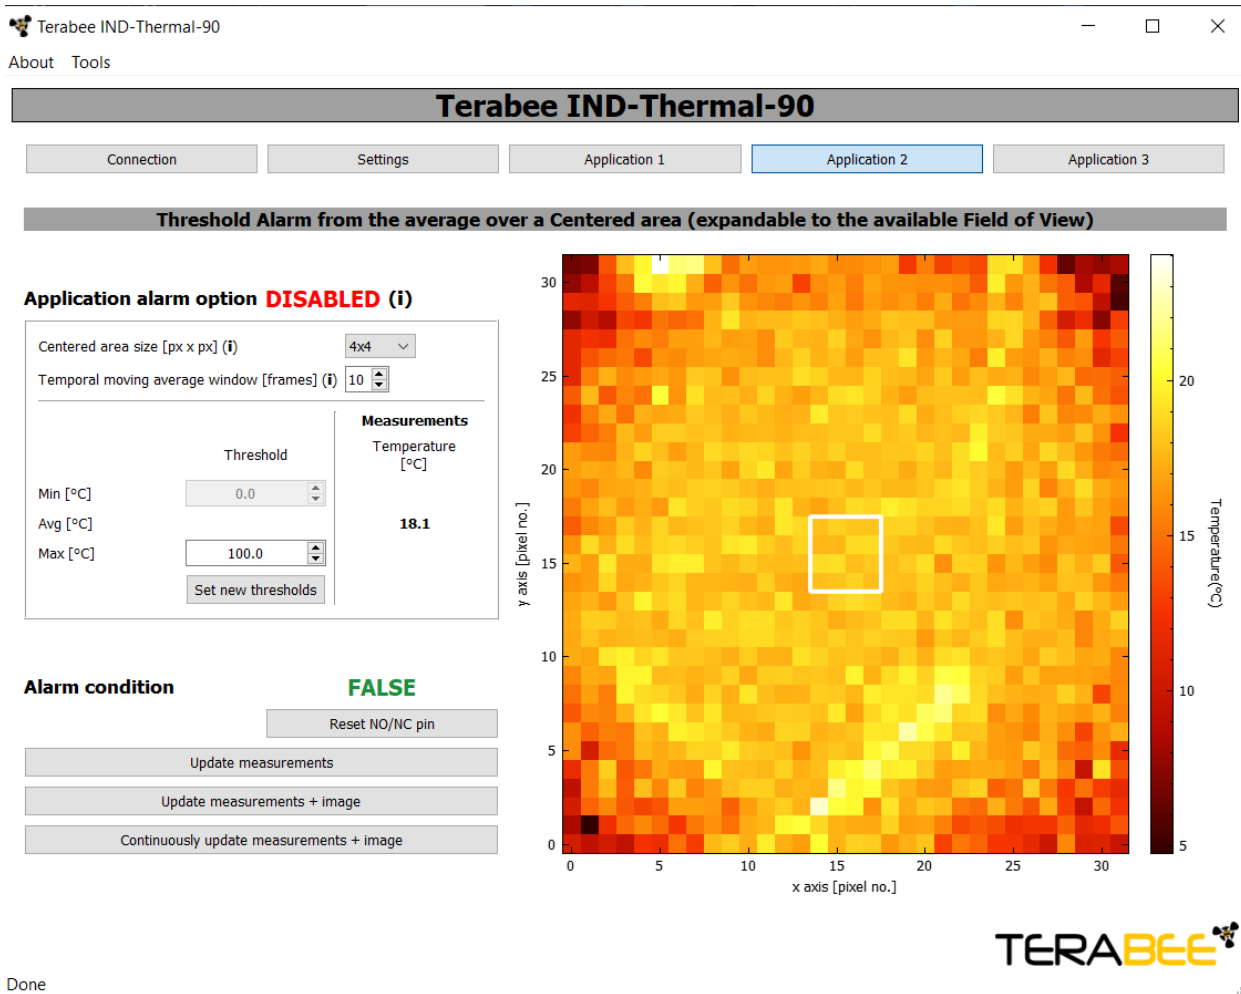 Terabee IND-Thermal-90
About Tools
Terabee IND-Thermal-90
Connection Settings Application 1 Application 2 Application 3
Threshold Alarm from the average over a Centered area (expandable to the available Field of View)
Application alarm option DISABLED (i)
Centered area size [px x px] (i) 4x4
Temporal moving average window [frames] (i) 10
Measurements
Threshold
Temperature
[ºC]
Min [ºC] 0.0
Avg [ºC] 18.1
Max [ºC] 100.0
Set new thresholds
Alarm condition FALSE
Reset NO/NC pin
Update measurements
Update measurements + image
Continuously update measurements + image
30
25
20
15
10
5
0
y axis [pixel no.]
0 5 10 15 20 25 30
x axis [pixel no.]
20
15
10
5
Temperature(ºC)
TERABEE
Done